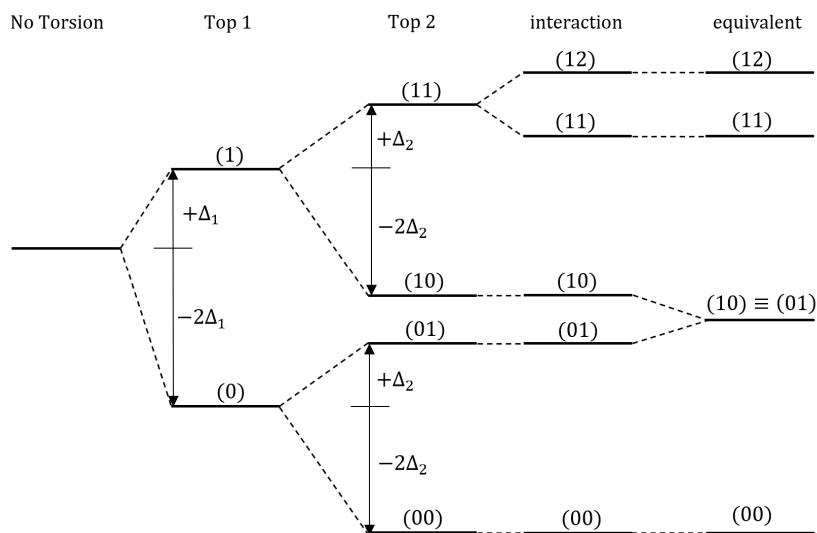 No Torsion Top 1 Top 2 interaction equivalent
(12) (12)
(11)
(11) (11)
+Δ₂
(1)
+Δ₁
−2Δ₂
(10) (10)
(10) ≡ (01)
−2Δ₁
(01) (01)
+Δ₂
(0)
−2Δ₂
(00) (00) (00)